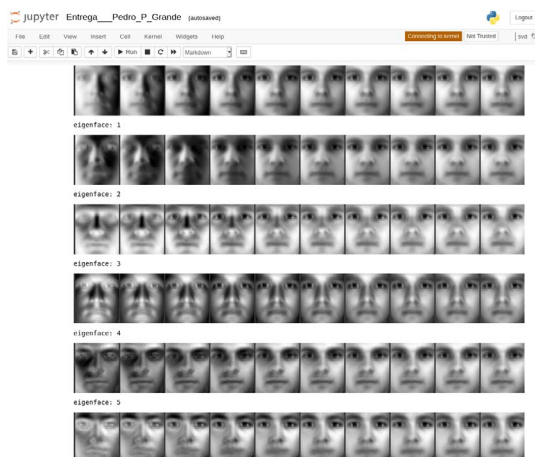 jupyter Entrega___Pedro_P_Grande (autosaved) Logout
File Edit View Insert Cell Kernel Widgets Help Connecting to kernel Not Trusted svd
Run Markdown
eigenface: 1
eigenface: 2
eigenface: 3
eigenface: 4
eigenface: 5